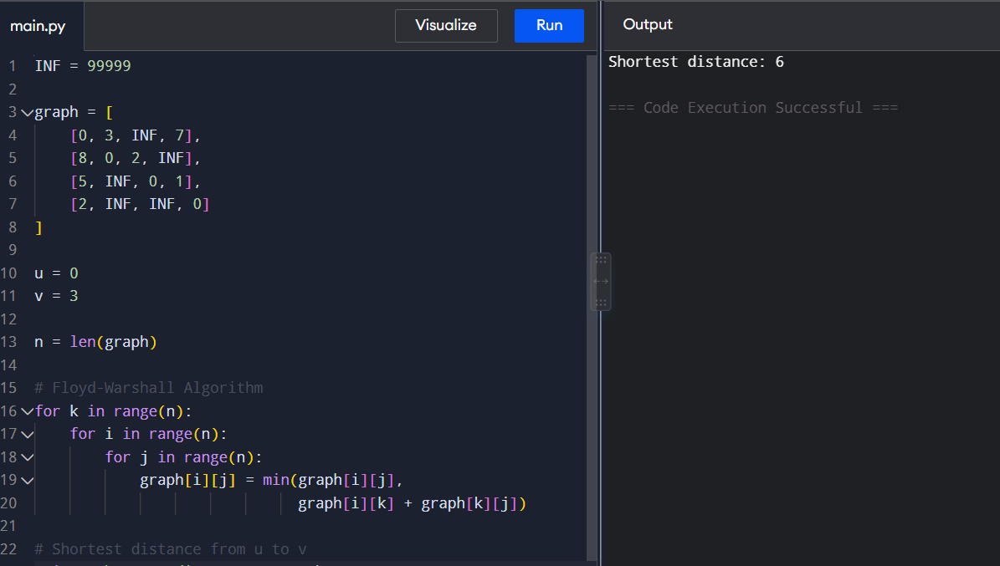 main.py
Visualize
Run
Output
1 INF = 99999
2
3 graph = [
4     [0, 3, INF, 7],
5     [8, 0, 2, INF],
6     [5, INF, 0, 1],
7     [2, INF, INF, 0]
8 ]
9
10 u = 0
11 v = 3
12
13 n = len(graph)
14
15 # Floyd-Warshall Algorithm
16 for k in range(n):
17     for i in range(n):
18         for j in range(n):
19             graph[i][j] = min(graph[i][j],
20                               graph[i][k] + graph[k][j])
21
22 # Shortest distance from u to v
Shortest distance: 6
=== Code Execution Successful ===